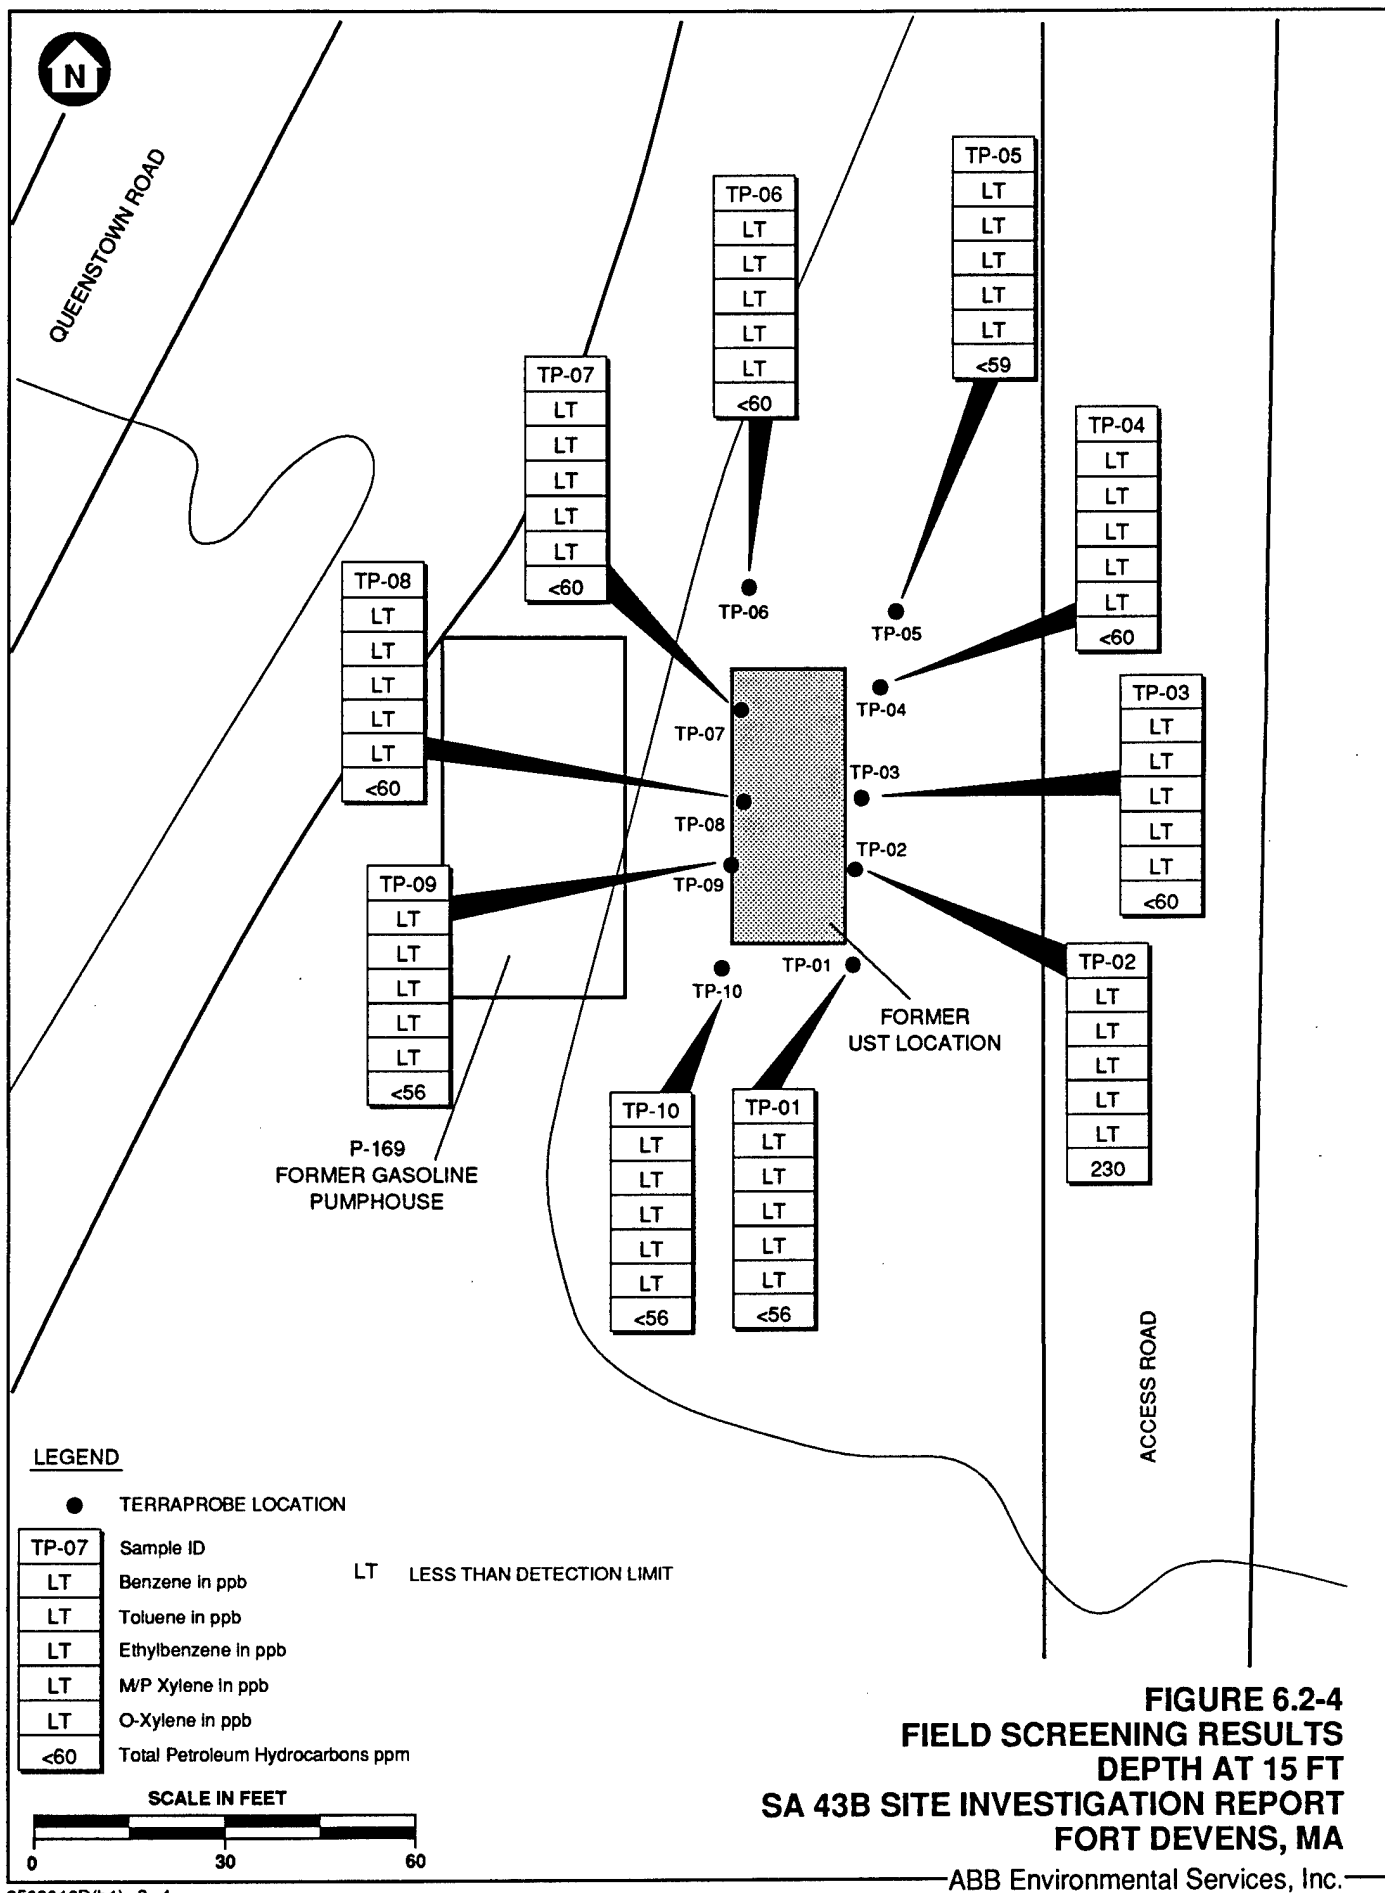 N
QUEENSTOWN ROAD
TP-05
LT
LT
LT
LT
LT
<59
TP-06
LT
LT
LT
LT
LT
<60
TP-07
LT
LT
LT
LT
LT
<60
TP-04
LT
LT
LT
LT
LT
<60
TP-08
LT
LT
LT
LT
LT
<60
TP-06
TP-05
TP-04
TP-07
TP-03
LT
LT
LT
LT
LT
<60
TP-03
TP-08
TP-02
TP-09
TP-09
LT
LT
LT
LT
LT
<56
TP-01
TP-10
TP-02
LT
LT
LT
LT
LT
230
FORMER
UST LOCATION
TP-10
LT
LT
LT
LT
LT
<56
TP-01
LT
LT
LT
LT
LT
<56
P-169
FORMER GASOLINE
PUMPHOUSE
ACCESS ROAD
LEGEND
TERRAPROBE LOCATION
TP-07 Sample ID
LT Benzene in ppb
LT LESS THAN DETECTION LIMIT
LT Toluene in ppb
LT Ethylbenzene in ppb
LT M/P Xylene in ppb
LT O-Xylene in ppb
<60 Total Petroleum Hydrocarbons ppm
SCALE IN FEET
0 30 60
FIGURE 6.2-4
FIELD SCREENING RESULTS
DEPTH AT 15 FT
SA 43B SITE INVESTIGATION REPORT
FORT DEVENS, MA
ABB Environmental Services, Inc.